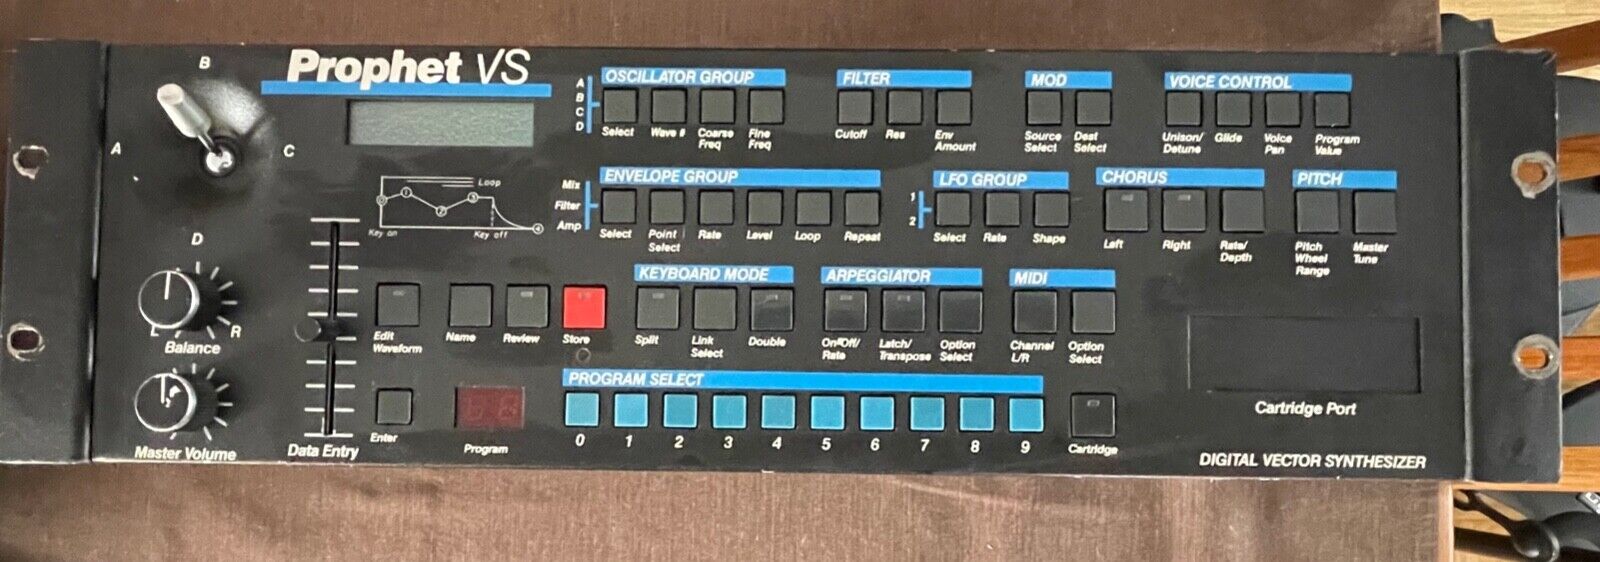 Prophet VS
B
A
C
D
L
R
Balance
Master Volume
Loop
0
1
2
3
4
Key on
Key off
Data Entry
A
B
C
D
OSCILLATOR GROUP
Select
Wave #
Coarse
Freq
Fine
Freq
FILTER
Cutoff
Res
Env
Amount
MOD
Source
Select
Dest
Select
VOICE CONTROL
Unison/
Detune
Glide
Voice
Pan
Program
Value
Mix
Filter
Amp
ENVELOPE GROUP
Select
Point
Select
Rate
Level
Loop
Repeat
1
2
LFO GROUP
Select
Rate
Shape
CHORUS
Left
Right
Rate/
Depth
PITCH
Pitch
Wheel
Range
Master
Tune
Edit
Waveform
Name
Review
Store
KEYBOARD MODE
Split
Link
Select
Double
ARPEGGIATOR
On/Off/
Rate
Latch/
Transpose
Option
Select
MIDI
Channel
L/R
Option
Select
Enter
Program
PROGRAM SELECT
0
1
2
3
4
5
6
7
8
9
Cartridge
Cartridge Port
DIGITAL VECTOR SYNTHESIZER